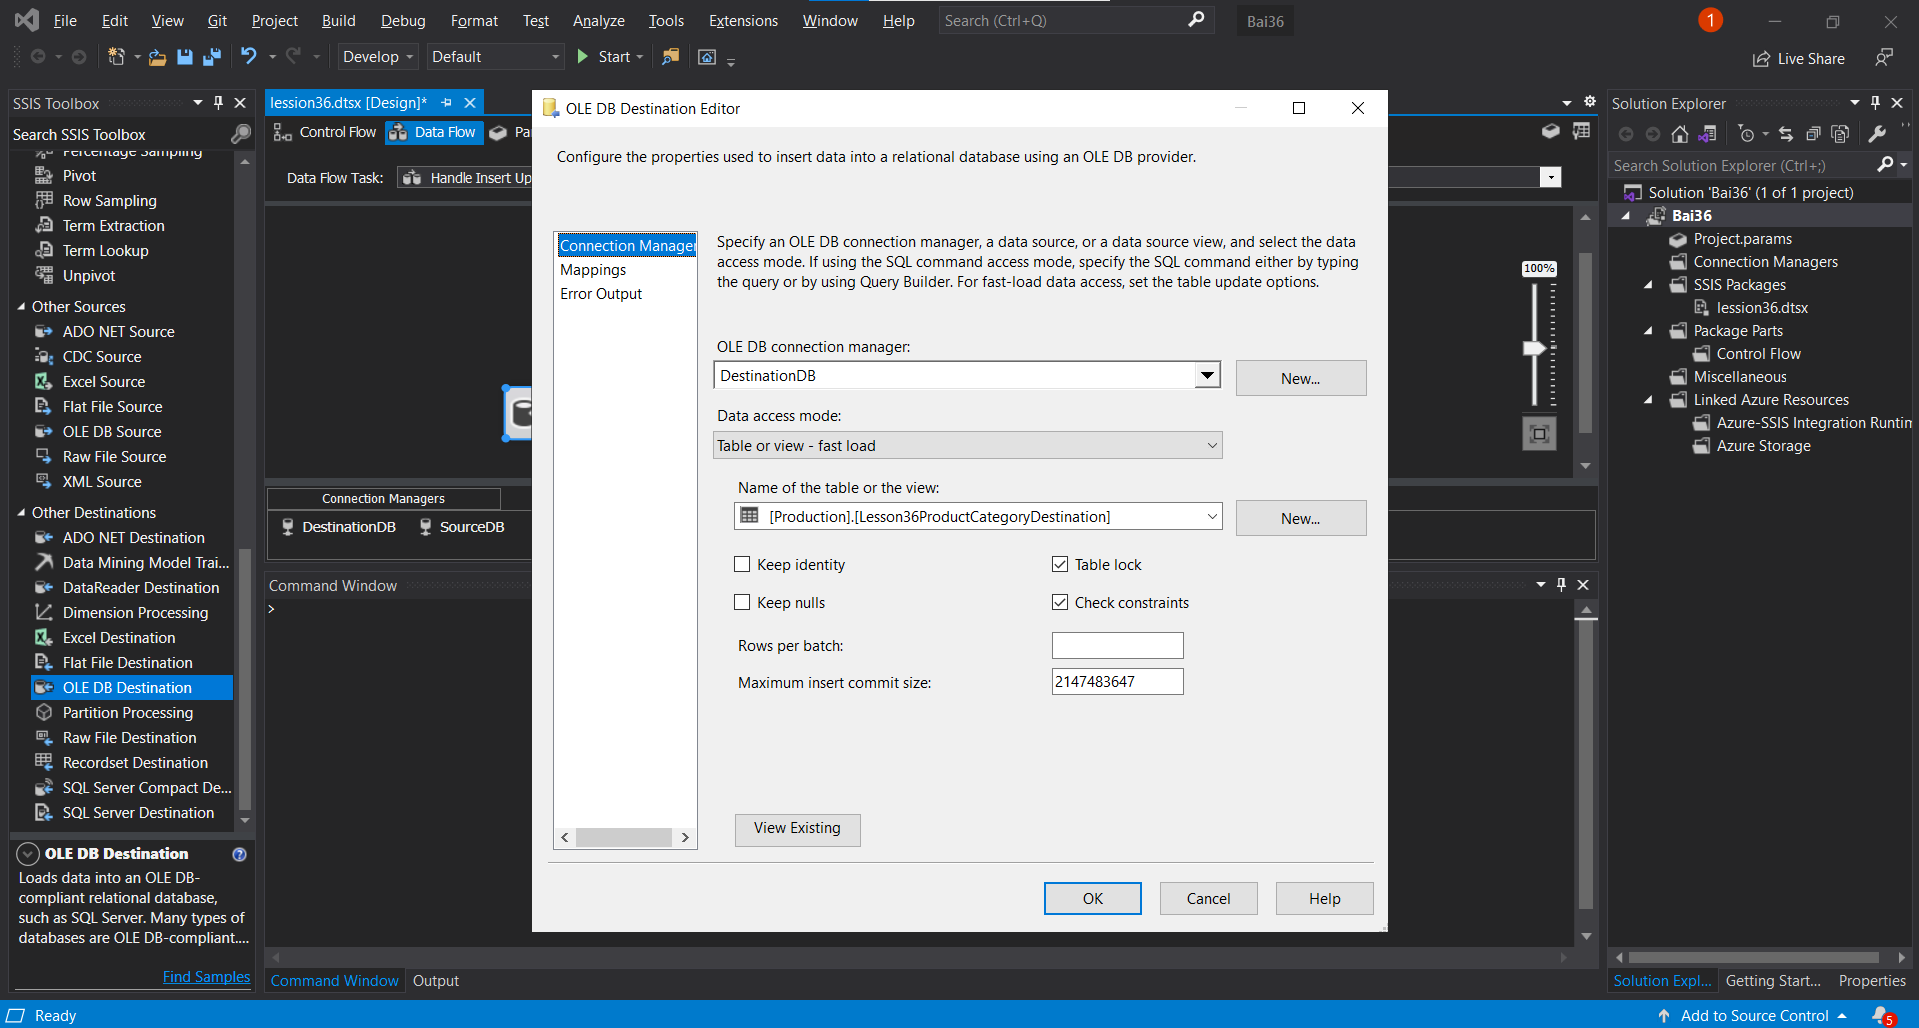 File Edit View Git Project Build Debug Format Test Analyze Tools Extensions Window Help Search (Ctrl+Q) Bai36 1
Develop Default Start Live Share
SSIS Toolbox
Search SSIS Toolbox
Percentage Sampling
Pivot
Row Sampling
Term Extraction
Term Lookup
Unpivot
Other Sources
ADO NET Source
CDC Source
Excel Source
Flat File Source
OLE DB Source
Raw File Source
XML Source
Other Destinations
ADO NET Destination
Data Mining Model Trai...
DataReader Destination
Dimension Processing
Excel Destination
Flat File Destination
OLE DB Destination
Partition Processing
Raw File Destination
Recordset Destination
SQL Server Compact De...
SQL Server Destination
OLE DB Destination
Loads data into an OLE DB-
compliant relational database,
such as SQL Server. Many types of
databases are OLE DB-compliant....
Find Samples
lession36.dtsx [Design]*
Control Flow Data Flow Pa
Data Flow Task: Handle Insert Up
100%
Connection Managers
DestinationDB SourceDB
Command Window
>
Command Window Output
OLE DB Destination Editor
Configure the properties used to insert data into a relational database using an OLE DB provider.
Connection Manager
Mappings
Error Output
Specify an OLE DB connection manager, a data source, or a data source view, and select the data
access mode. If using the SQL command access mode, specify the SQL command either by typing
the query or by using Query Builder. For fast-load data access, set the table update options.
OLE DB connection manager:
DestinationDB New...
Data access mode:
Table or view - fast load
Name of the table or the view:
[Production].[Lesson36ProductCategoryDestination] New...
Keep identity Table lock
Keep nulls Check constraints
Rows per batch:
Maximum insert commit size: 2147483647
View Existing
OK Cancel Help
Solution Explorer
Search Solution Explorer (Ctrl+;)
Solution 'Bai36' (1 of 1 project)
Bai36
Project.params
Connection Managers
SSIS Packages
lession36.dtsx
Package Parts
Control Flow
Miscellaneous
Linked Azure Resources
Azure-SSIS Integration Runtim
Azure Storage
Solution Expl... Getting Start... Properties
Ready Add to Source Control 5